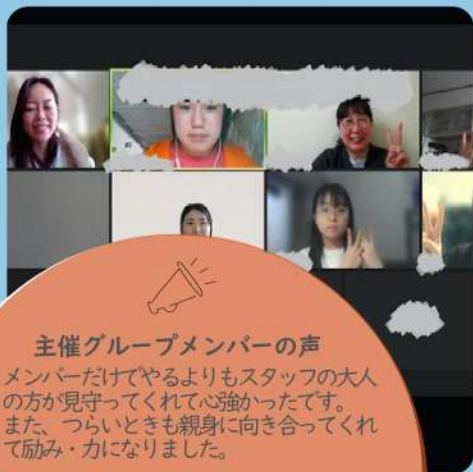 主催グループメンバーの声
メンバーだけでやるよりもスタッフの大人
の方が見守ってくれて心強かったです。
また、つらいときも親身に向き合ってくれ
て励み・力になりました。